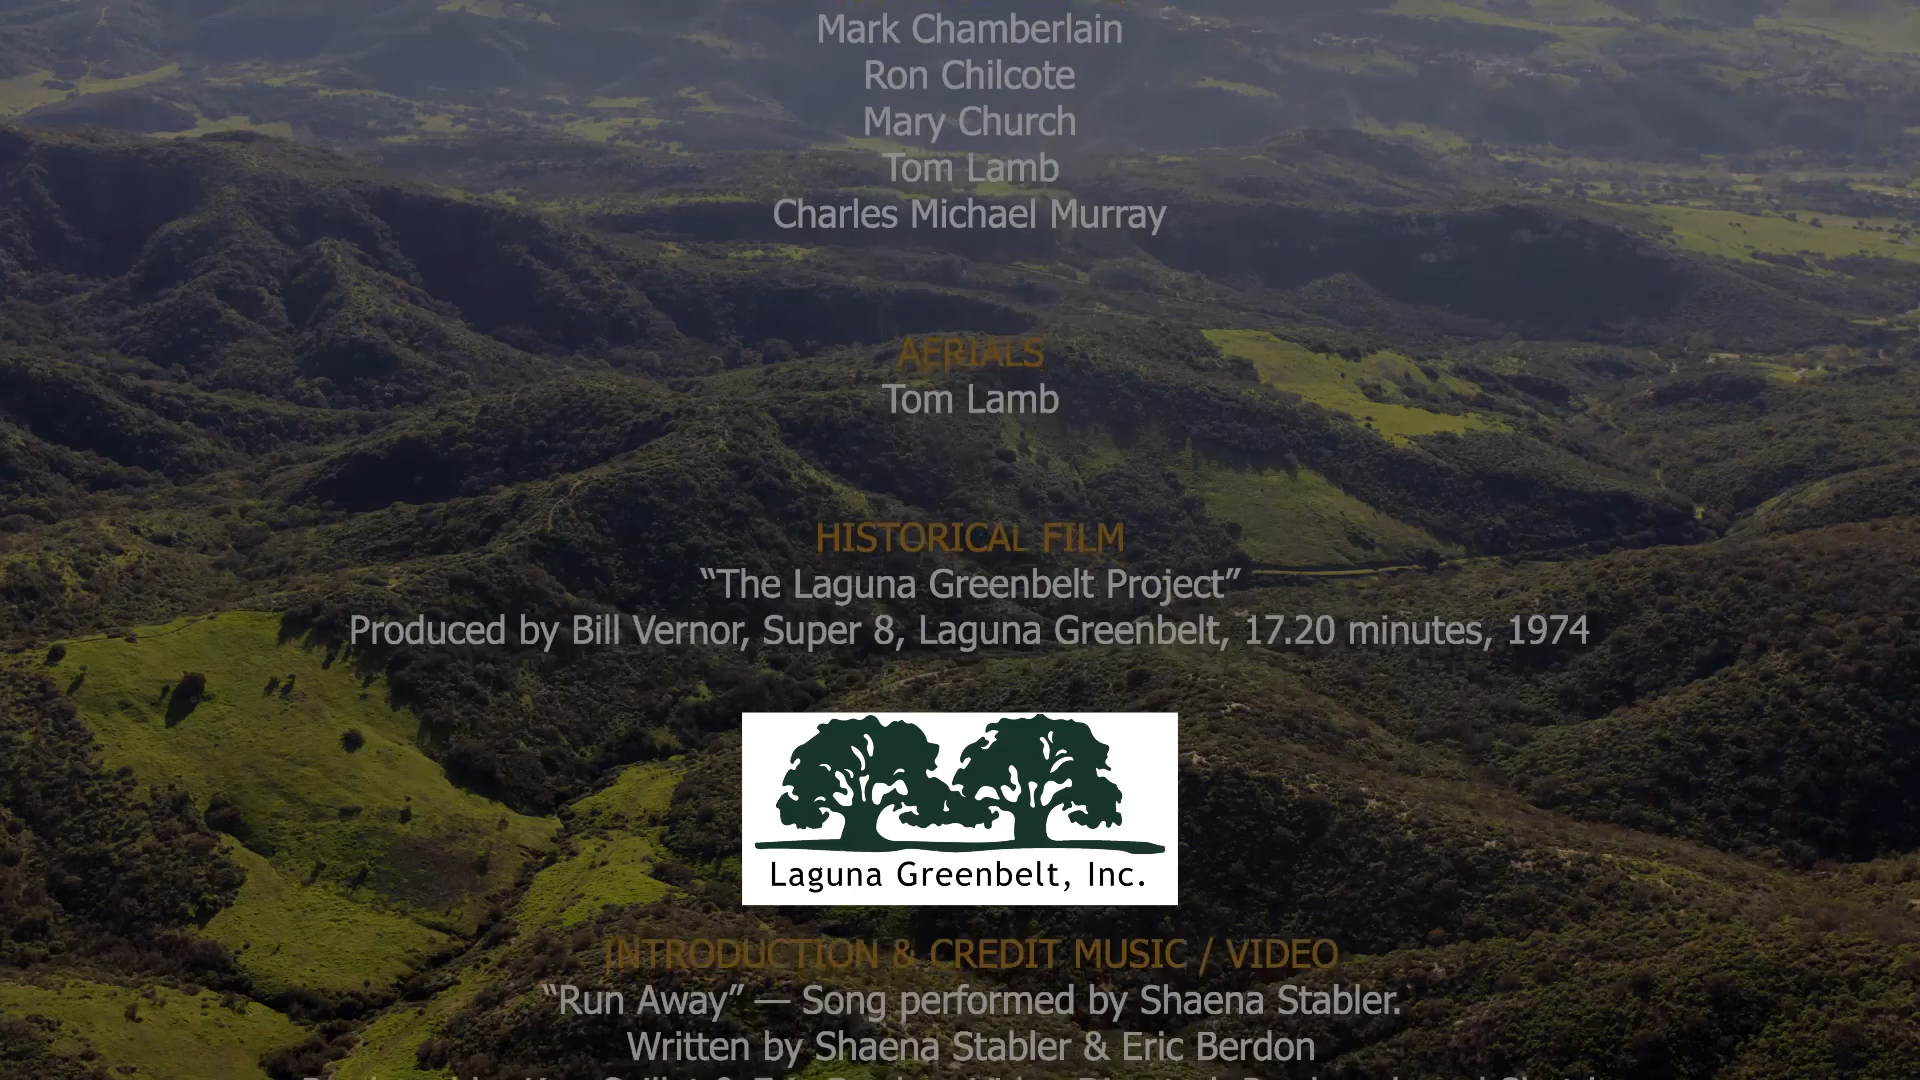 Mark Chamberlain
Ron Chilcote
Mary Church
Tom Lamb
Charles Michael Murray
AERIALS
Tom Lamb
HISTORICAL FILM
“The Laguna Greenbelt Project”
Produced by Bill Vernor, Super 8, Laguna Greenbelt, 17.20 minutes, 1974
Laguna Greenbelt, Inc.
INTRODUCTION & CREDIT MUSIC / VIDEO
“Run Away” — Song performed by Shaena Stabler.
Written by Shaena Stabler & Eric Berdon